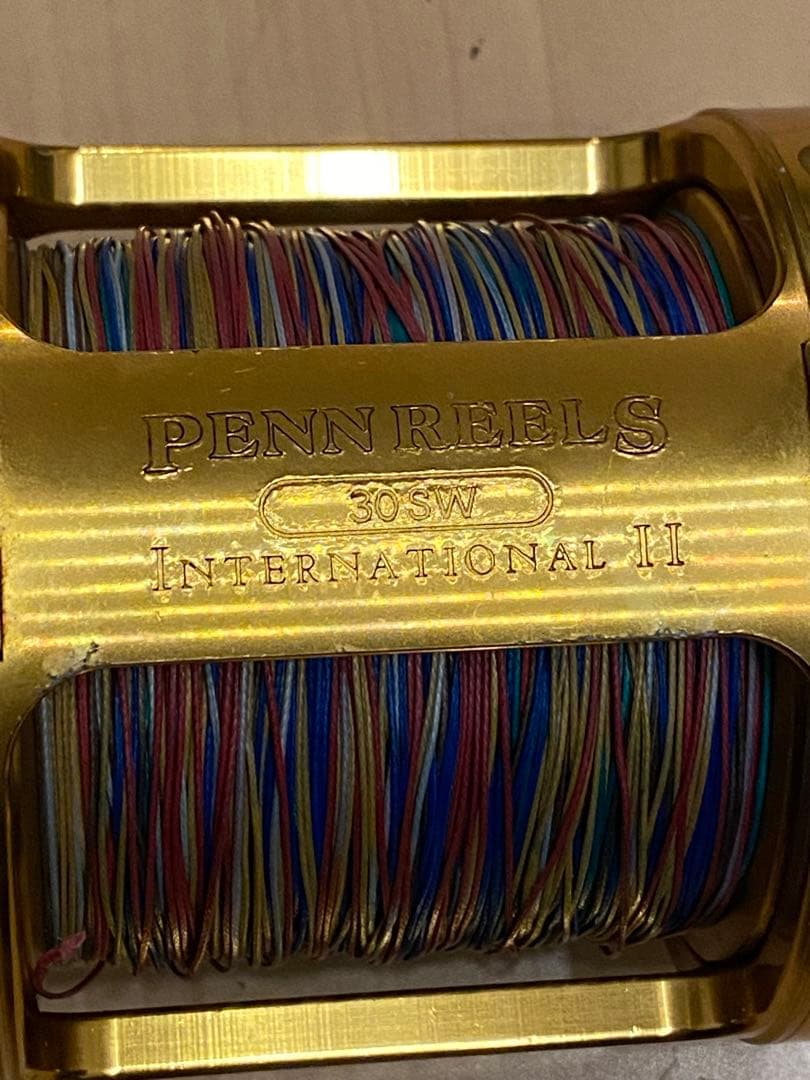 PENN REELS
30SW
INTERNATIONAL II